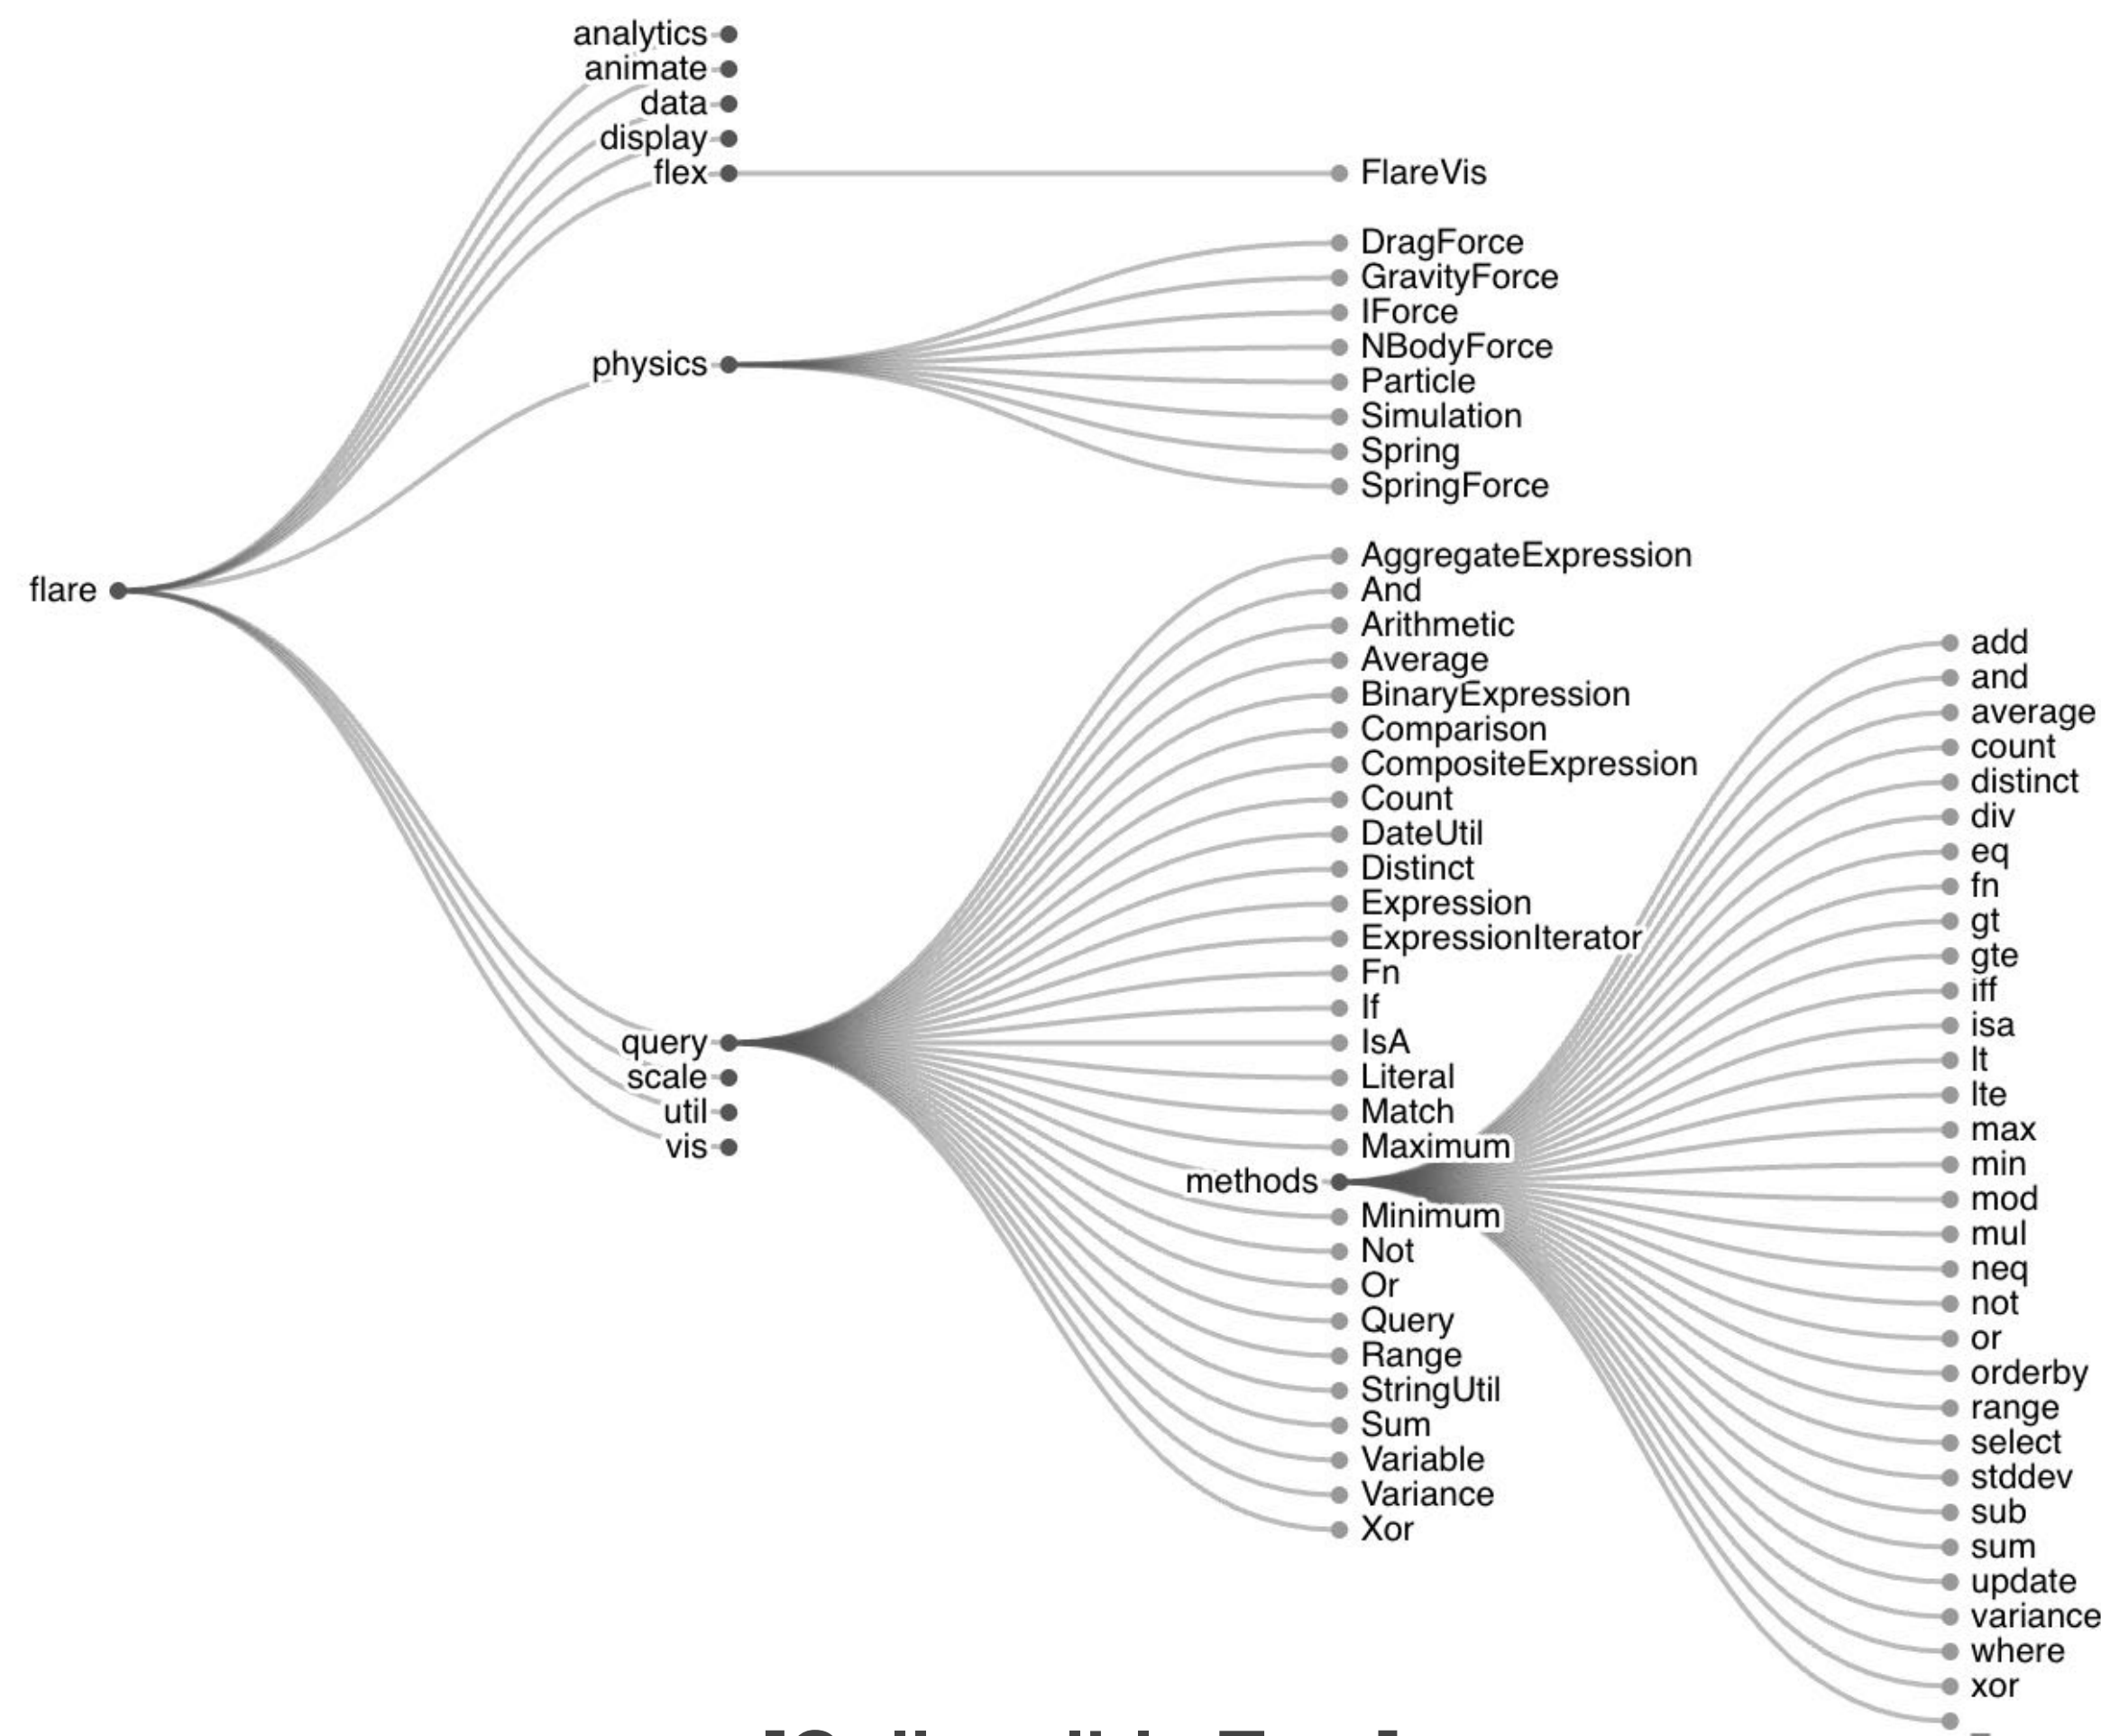 analytics
animate
data
display
flex
FlareVis
DragForce
GravityForce
IForce
NBodyForce
physics
Particle
Simulation
Spring
SpringForce
flare
AggregateExpression
And
Arithmetic
Average
BinaryExpression
Comparison
CompositeExpression
Count
DateUtil
Distinct
Expression
ExpressionIterator
Fn
If
query
IsA
scale
Literal
util
Match
vis
Maximum
methods
Minimum
Not
Or
Query
Range
StringUtil
Sum
Variable
Variance
Xor
add
and
average
count
distinct
div
eq
fn
gt
gte
iff
isa
lt
lte
max
min
mod
mul
neq
not
or
orderby
range
select
stddev
sub
sum
update
variance
where
xor